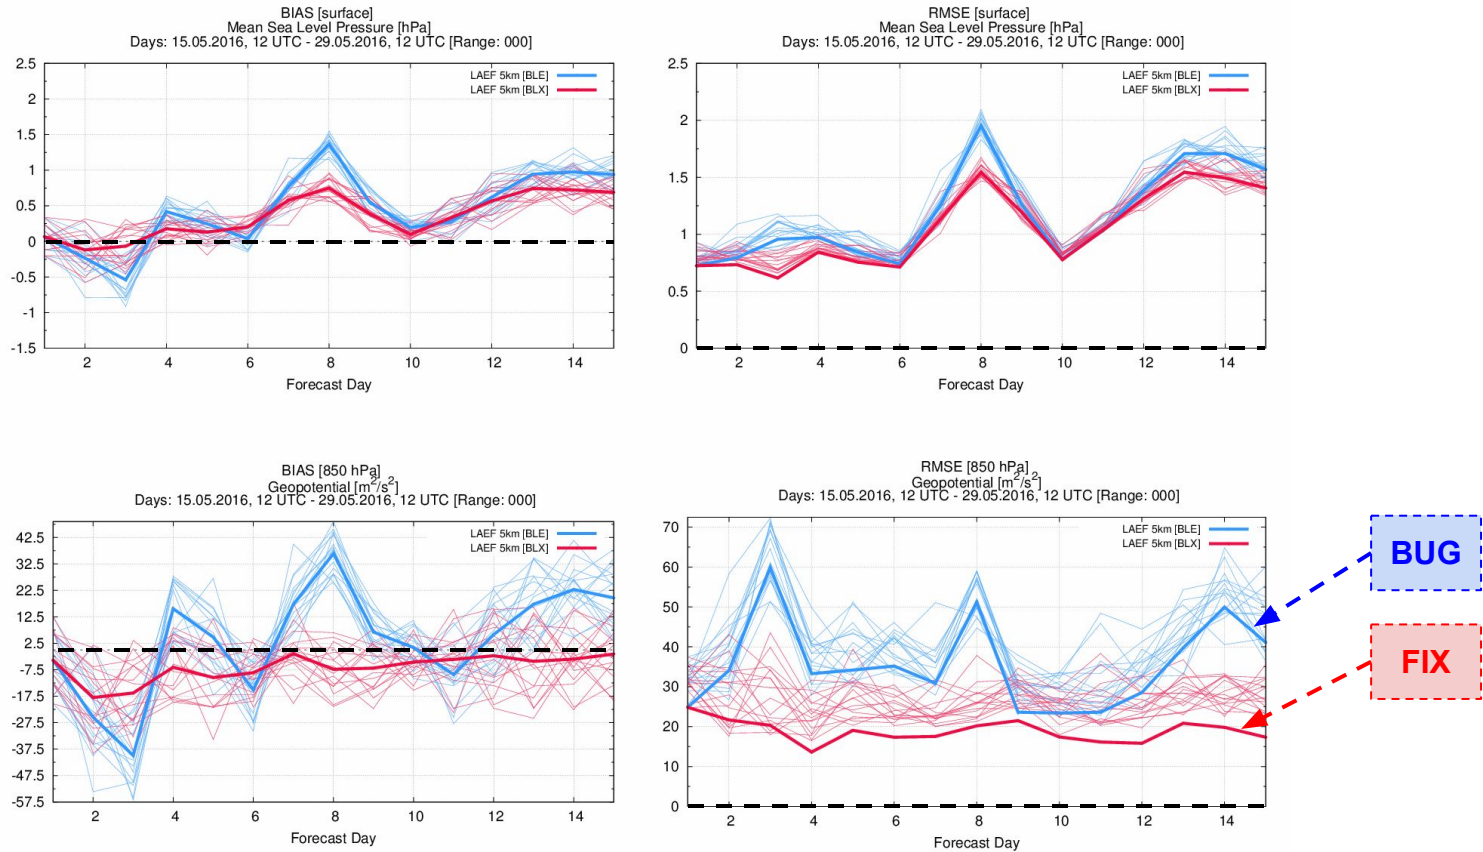 BIAS [surface]
Mean Sea Level Pressure [hPa]
Days: 15.05.2016, 12 UTC - 29.05.2016, 12 UTC [Range: 000]
LAEF 5km [BLE]
LAEF 5km [BLX]
2.5
2
1.5
1
0.5
0
-0.5
-1
-1.5
2 4 6 8 10 12 14
Forecast Day
RMSE [surface]
Mean Sea Level Pressure [hPa]
Days: 15.05.2016, 12 UTC - 29.05.2016, 12 UTC [Range: 000]
LAEF 5km [BLE]
LAEF 5km [BLX]
2.5
2
1.5
1
0.5
0
2 4 6 8 10 12 14
Forecast Day
BIAS [850 hPa]
Geopotential [m²/s²]
Days: 15.05.2016, 12 UTC - 29.05.2016, 12 UTC [Range: 000]
LAEF 5km [BLE]
LAEF 5km [BLX]
42.5
32.5
22.5
12.5
2.5
-7.5
-17.5
-27.5
-37.5
-47.5
-57.5
2 4 6 8 10 12 14
Forecast Day
RMSE [850 hPa]
Geopotential [m²/s²]
Days: 15.05.2016, 12 UTC - 29.05.2016, 12 UTC [Range: 000]
LAEF 5km [BLE]
LAEF 5km [BLX]
70
60
50
40
30
20
10
0
2 4 6 8 10 12 14
Forecast Day
BUG
FIX